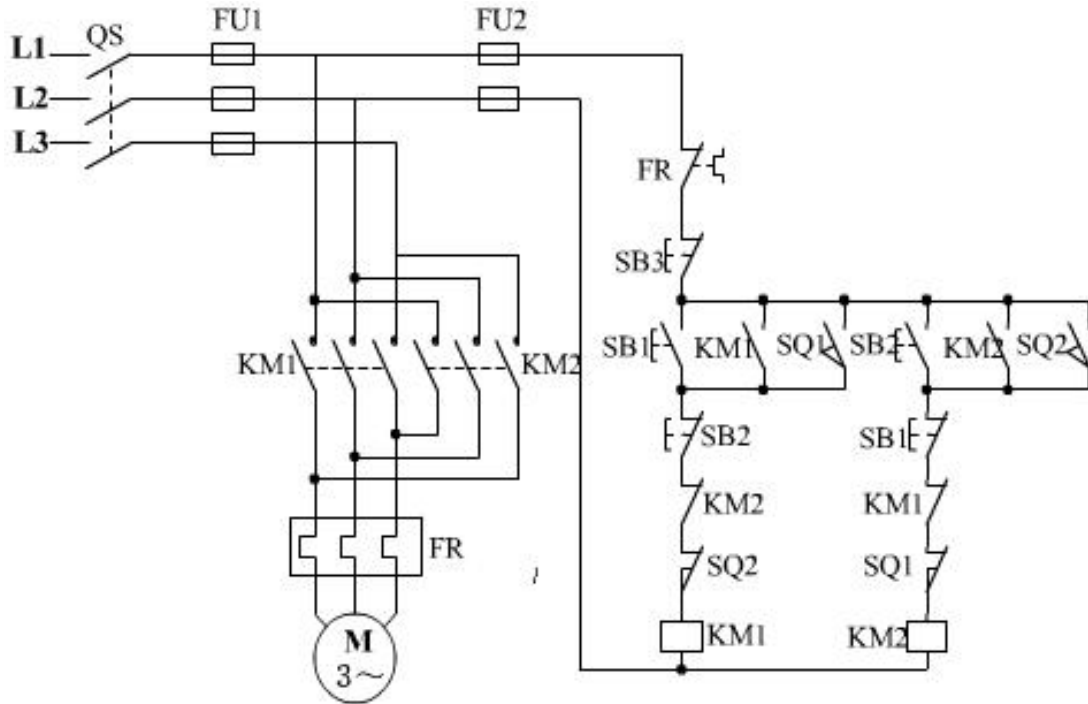 FU1 FU2
L1 QS
L2
L3
FR
SB3
SB1 KM1 SQ1 SB2 KM2 SQ2
KM1 KM2
SB2 SB1
KM2 KM1
FR SQ2 SQ1
KM1 KM2
M
3～